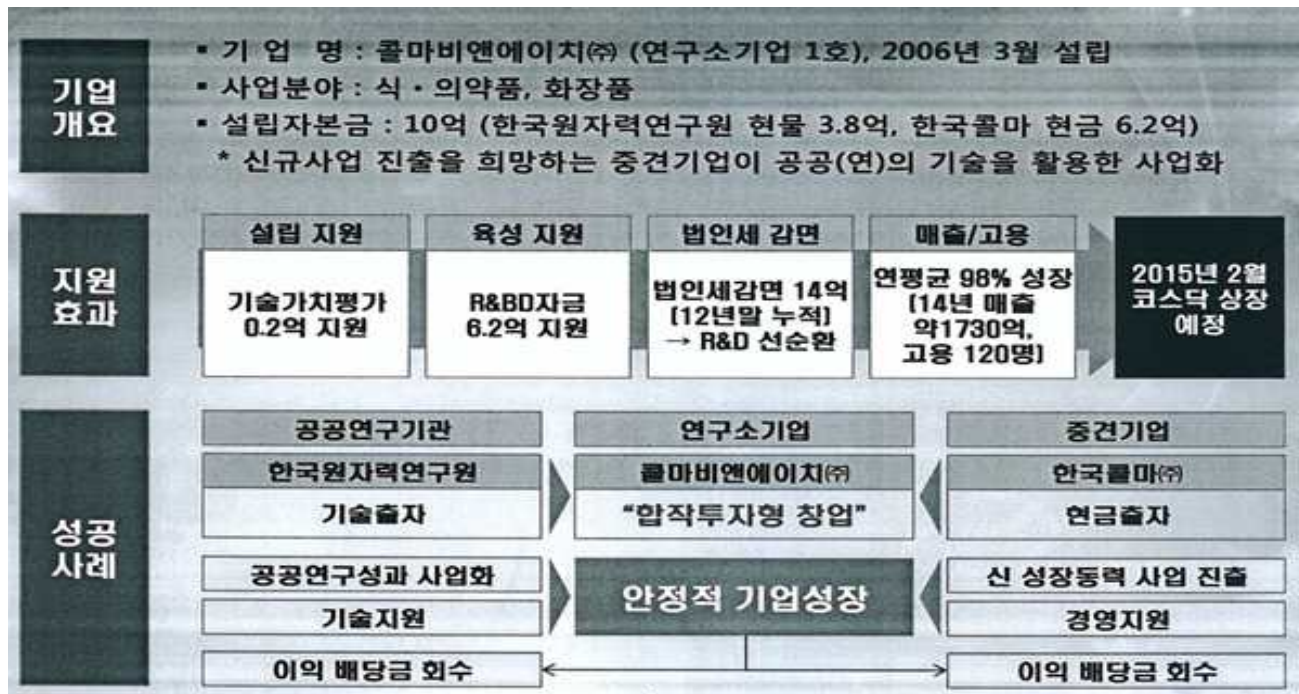 기업
개요
▪ 기 업 명 : 콜마비앤에이치㈜ (연구소기업 1호), 2006년 3월 설립
▪ 사업분야 : 식·의약품, 화장품
▪ 설립자본금 : 10억 (한국원자력연구원 현물 3.8억, 한국콜마 현금 6.2억)
* 신규사업 진출을 희망하는 중견기업이 공공(연)의 기술을 활용한 사업화
지원
효과
설립 지원
기술가치평가
0.2억 지원
육성 지원
R&BD자금
6.2억 지원
법인세 감면
법인세감면 14억
(12년말 누적)
→ R&D 선순환
매출/고용
연평균 98% 성장
(14년 매출
약1730억,
고용 120명)
2015년 2월
코스닥 상장
예정
성공
사례
공공연구기관
한국원자력연구원
기술출자
연구소기업
콜마비앤에이치㈜
"합작투자형 창업"
중견기업
한국콜마㈜
현금출자
공공연구성과 사업화
기술지원
안정적 기업성장
신 성장동력 사업 진출
경영지원
이익 배당금 회수
이익 배당금 회수